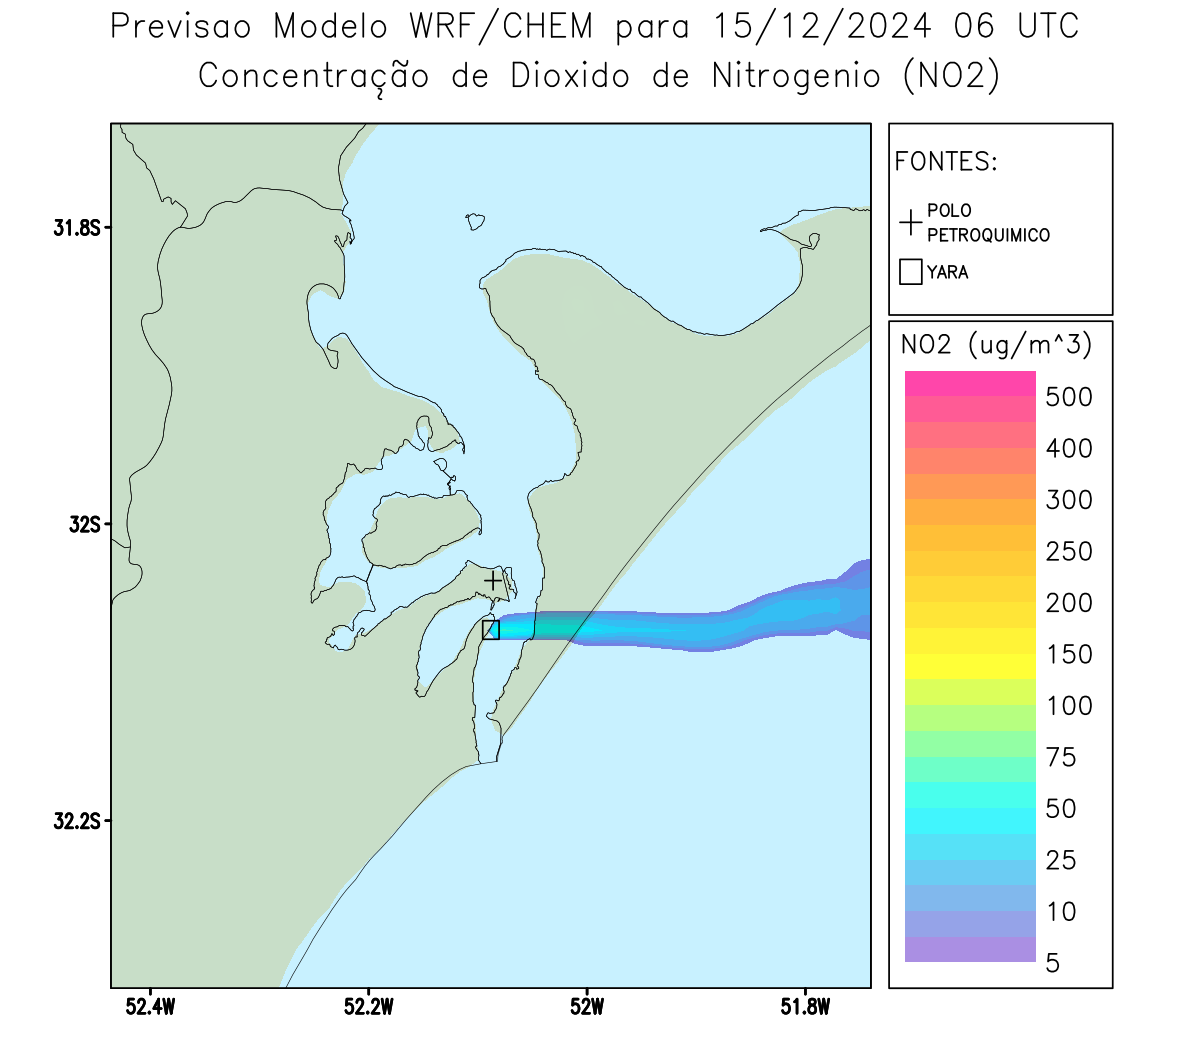 Previsao Modelo WRF/CHEM para 15/12/2024 06 UTC
Concentração de Dioxido de Nitrogenio (NO2)
FONTES:
POLO
PETROQUIMICO
YARA
31.8S
32S
32.2S
52.4W
52.2W
52W
51.8W
NO2 (ug/m^3)
500
400
300
250
200
150
100
75
50
25
10
5